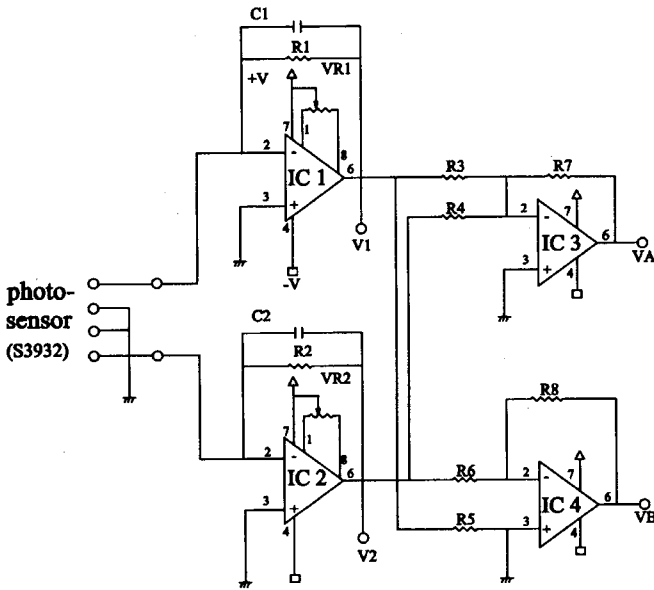 C1
R1
+V
VR1
7
1
8
2
-
IC 1
6
3
+
4
V1
-V
R3
R7
R4
2
-
7
IC 3
6
3
+
4
VA
photo-
sensor
(S3932)
C2
R2
VR2
7
1
8
2
-
IC 2
6
3
+
4
V2
R8
R6
2
-
7
IC 4
6
R5
3
+
4
VB